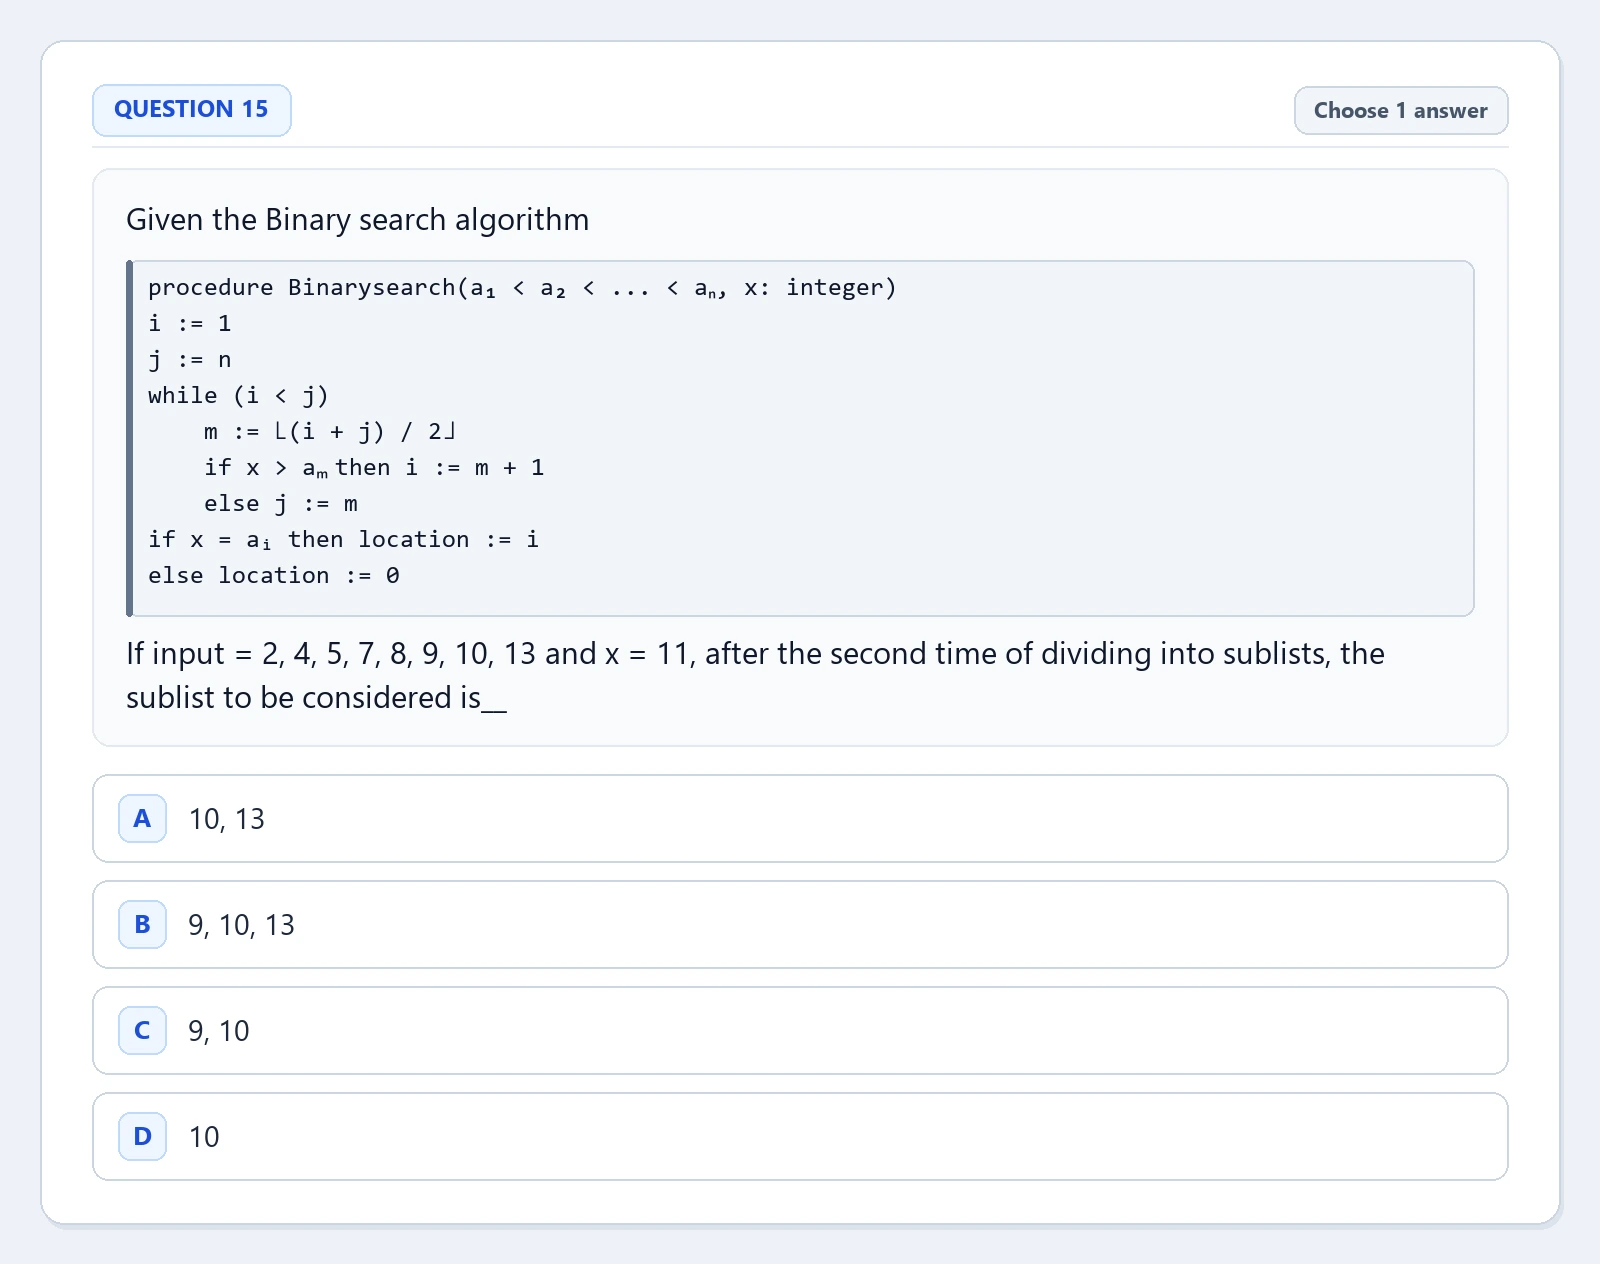 QUESTION 15
Choose 1 answer
Given the Binary search algorithm
procedure Binarysearch(a₁ < a₂ < ... < aₙ, x: integer)
i := 1
j := n
while (i < j)
    m := ⌊(i + j) / 2⌋
    if x > aₘ then i := m + 1
    else j := m
if x = aᵢ then location := i
else location := 0
If input = 2, 4, 5, 7, 8, 9, 10, 13 and x = 11, after the second time of dividing into sublists, the
sublist to be considered is__
A 10, 13
B 9, 10, 13
C 9, 10
D 10